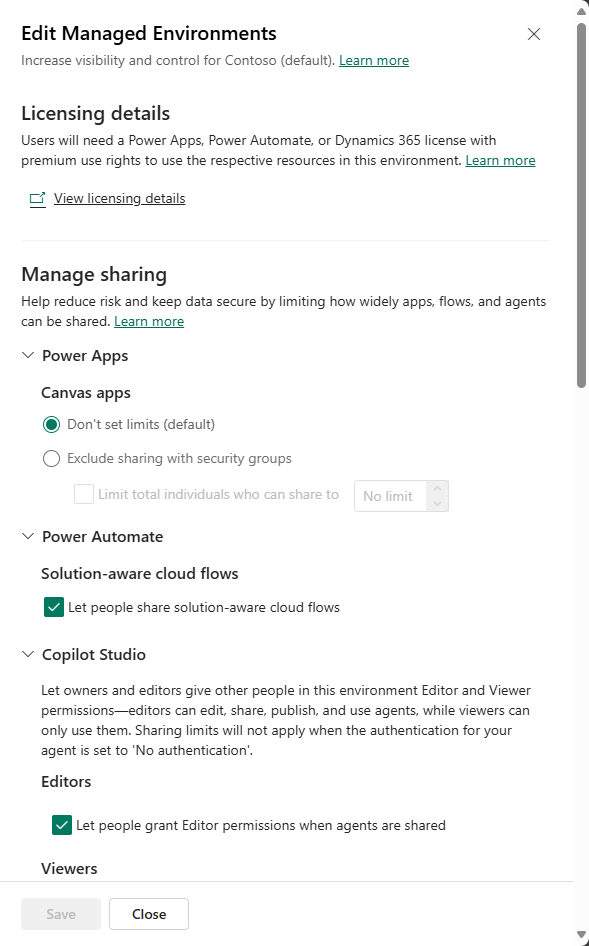 Edit Managed Environments
Increase visibility and control for Contoso (default). Learn more
Licensing details
Users will need a Power Apps, Power Automate, or Dynamics 365 license with
premium use rights to use the respective resources in this environment. Learn more
View licensing details
Manage sharing
Help reduce risk and keep data secure by limiting how widely apps, flows, and agents
can be shared. Learn more
Power Apps
Canvas apps
Don't set limits (default)
Exclude sharing with security groups
Limit total individuals who can share to No limit
Power Automate
Solution-aware cloud flows
Let people share solution-aware cloud flows
Copilot Studio
Let owners and editors give other people in this environment Editor and Viewer
permissions—editors can edit, share, publish, and use agents, while viewers can
only use them. Sharing limits will not apply when the authentication for your
agent is set to 'No authentication'.
Editors
Let people grant Editor permissions when agents are shared
Viewers
Save Close